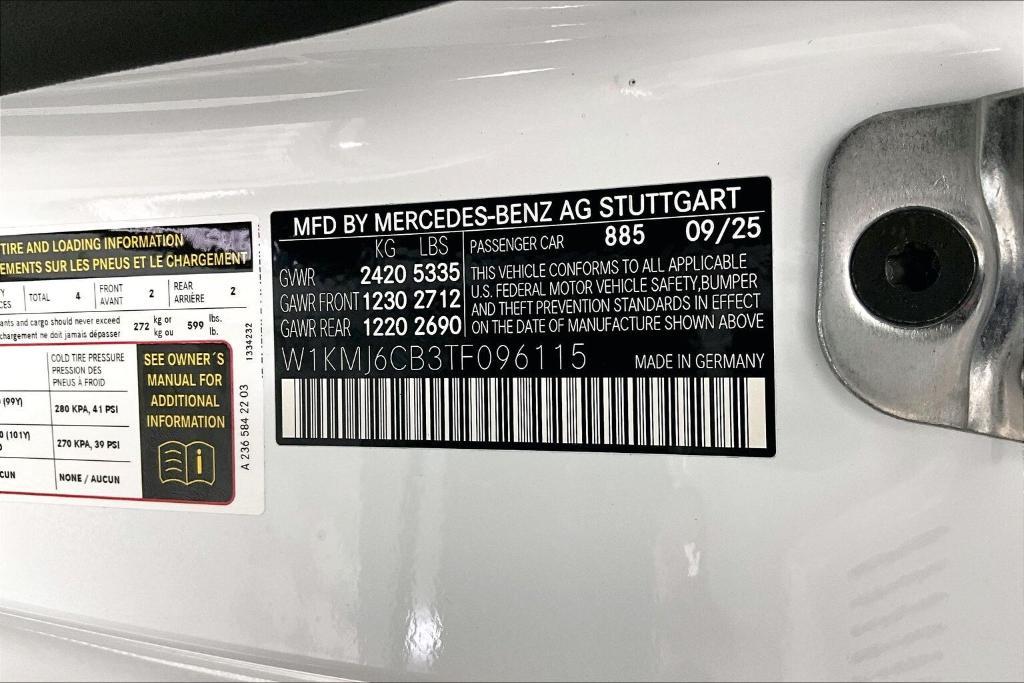 TIRE AND LOADING INFORMATION
EMENTS SUR LES PNEUS ET LE CHARGEMENT
TOTAL 4 FRONT AVANT 2 REAR ARRIÈRE 2
ants and cargo should never exceed 272 kg or 599 lbs.
chargement ne doit jamais dépasser kg ou lb.
COLD TIRE PRESSURE
PRESSION DES
PNEUS À FROID
(99Y) 280 KPA, 41 PSI
(101Y) 270 KPA, 39 PSI
CUN NONE / AUCUN
SEE OWNER´S
MANUAL FOR
ADDITIONAL
INFORMATION
i
1334232
A 236 584 22 03
MFD BY MERCEDES-BENZ AG STUTTGART
KG LBS
GVWR 2420 5335
GAWR FRONT 1230 2712
GAWR REAR 1220 2690
PASSENGER CAR 885 09/25
THIS VEHICLE CONFORMS TO ALL APPLICABLE
U.S. FEDERAL MOTOR VEHICLE SAFETY,BUMPER
AND THEFT PREVENTION STANDARDS IN EFFECT
ON THE DATE OF MANUFACTURE SHOWN ABOVE
W1KMJ6CB3TF096115 MADE IN GERMANY